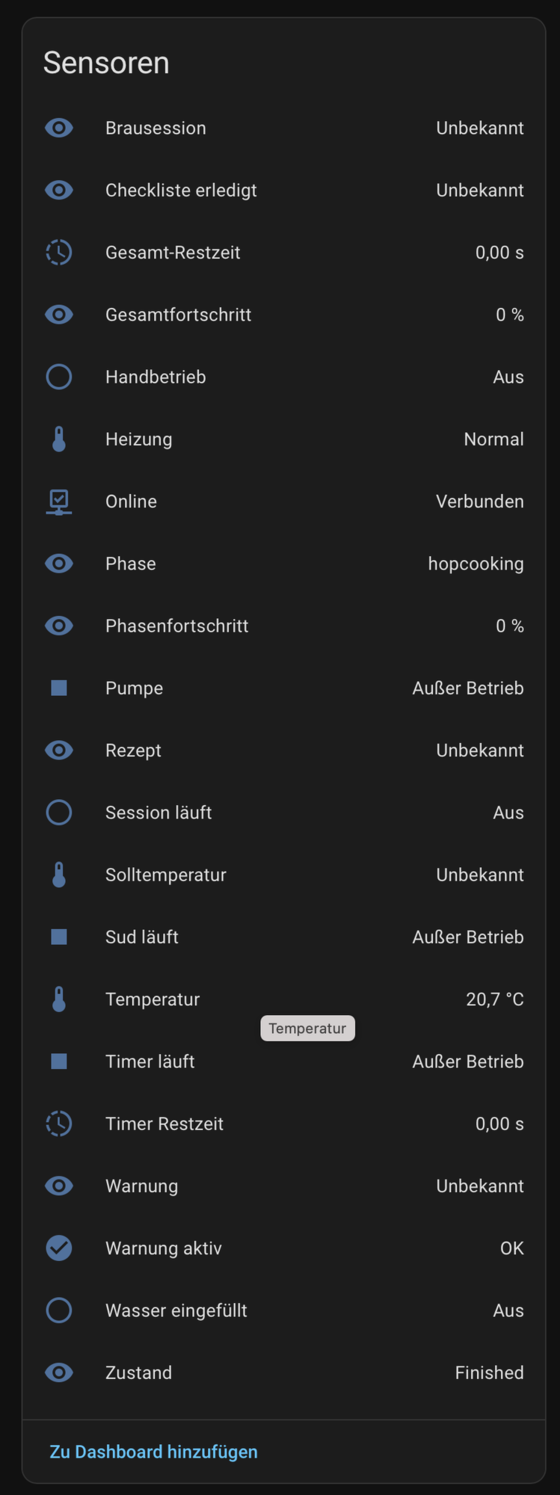 Sensoren
Brausession Unbekannt
Checkliste erledigt Unbekannt
Gesamt-Restzeit 0,00 s
Gesamtfortschritt 0 %
Handbetrieb Aus
Heizung Normal
Online Verbunden
Phase hopcooking
Phasenfortschritt 0 %
Pumpe Außer Betrieb
Rezept Unbekannt
Session läuft Aus
Solltemperatur Unbekannt
Sud läuft Außer Betrieb
Temperatur 20,7 °C
Temperatur
Timer läuft Außer Betrieb
Timer Restzeit 0,00 s
Warnung Unbekannt
Warnung aktiv OK
Wasser eingefüllt Aus
Zustand Finished
Zu Dashboard hinzufügen